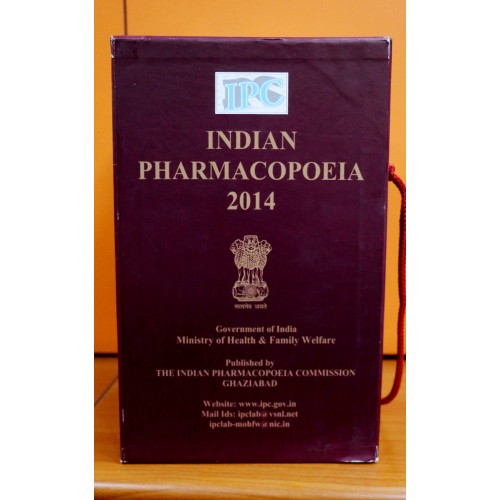 IPC
INDIAN
PHARMACOPOEIA
2014
सत्यमेव जयते
Government of India
Ministry of Health & Family Welfare
Published by
THE INDIAN PHARMACOPOEIA COMMISSION
GHAZIABAD
Website: www.ipc.gov.in
Mail Ids: ipclab@vsnl.net
ipclab-mohfw@nic.in